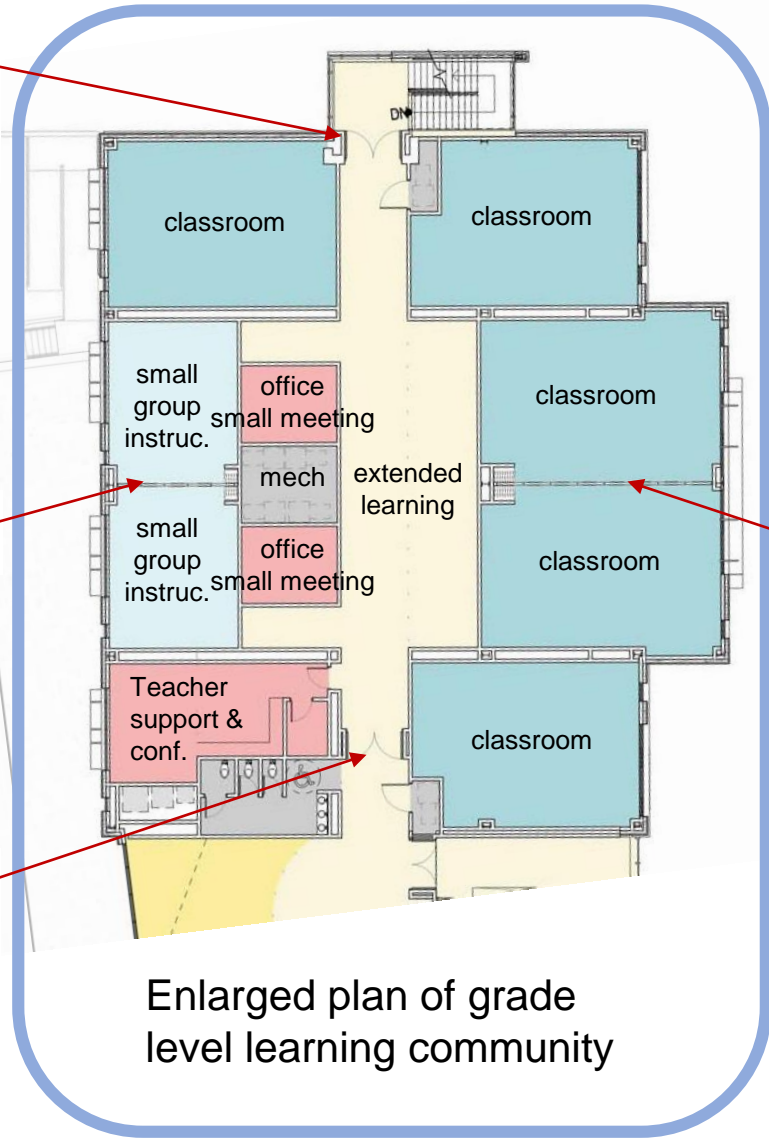 DN
classroom
classroom
small
group
instruc.
office
small meeting
classroom
mech
extended
learning
small
group
instruc.
office
small meeting
classroom
Teacher
support &
conf.
classroom
Enlarged plan of grade
level learning community